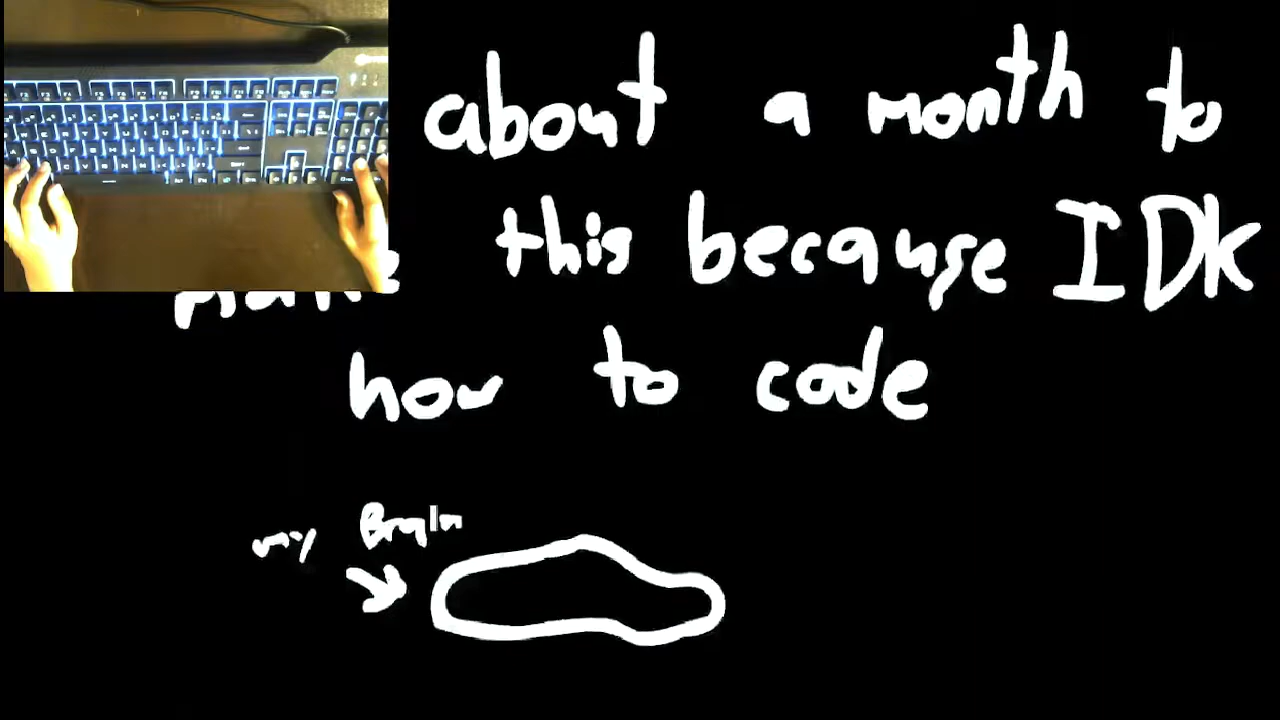 about a month to
this because IDK
how to code
my Brain